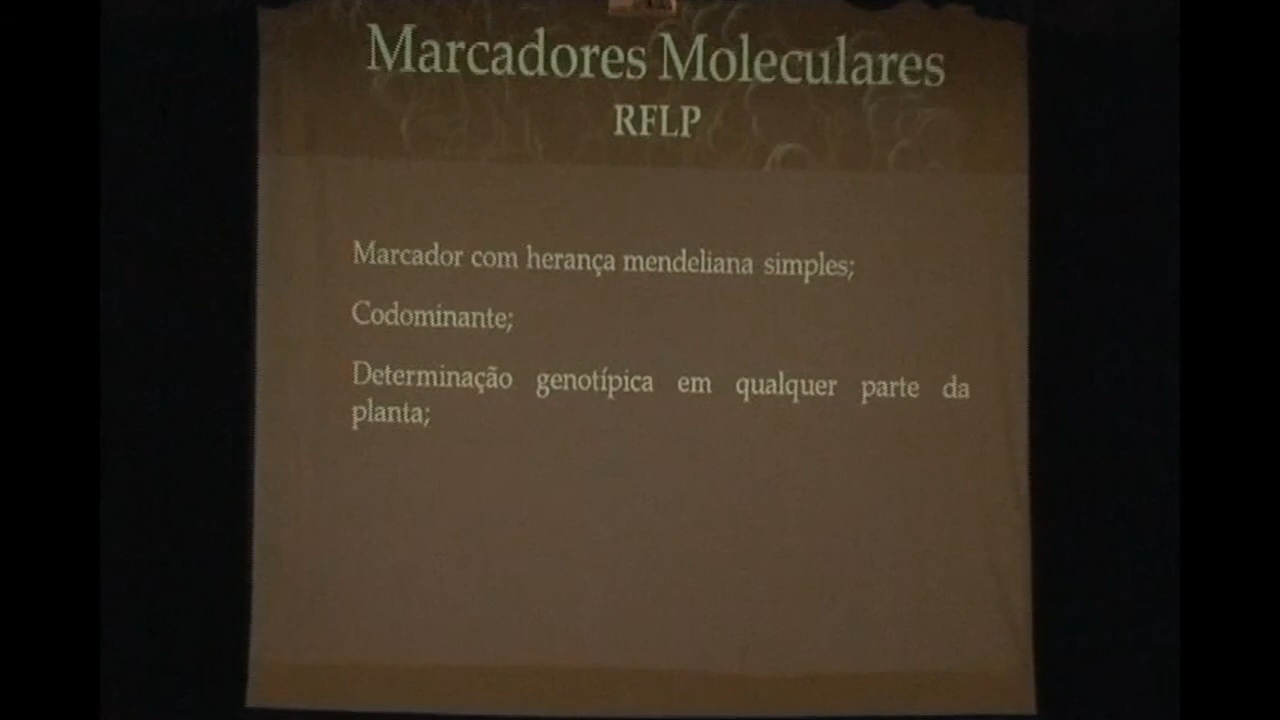 Marcadores Moleculares
RFLP
Marcador com herança mendeliana simples;
Codominante;
Determinação genotípica em qualquer parte da
planta;